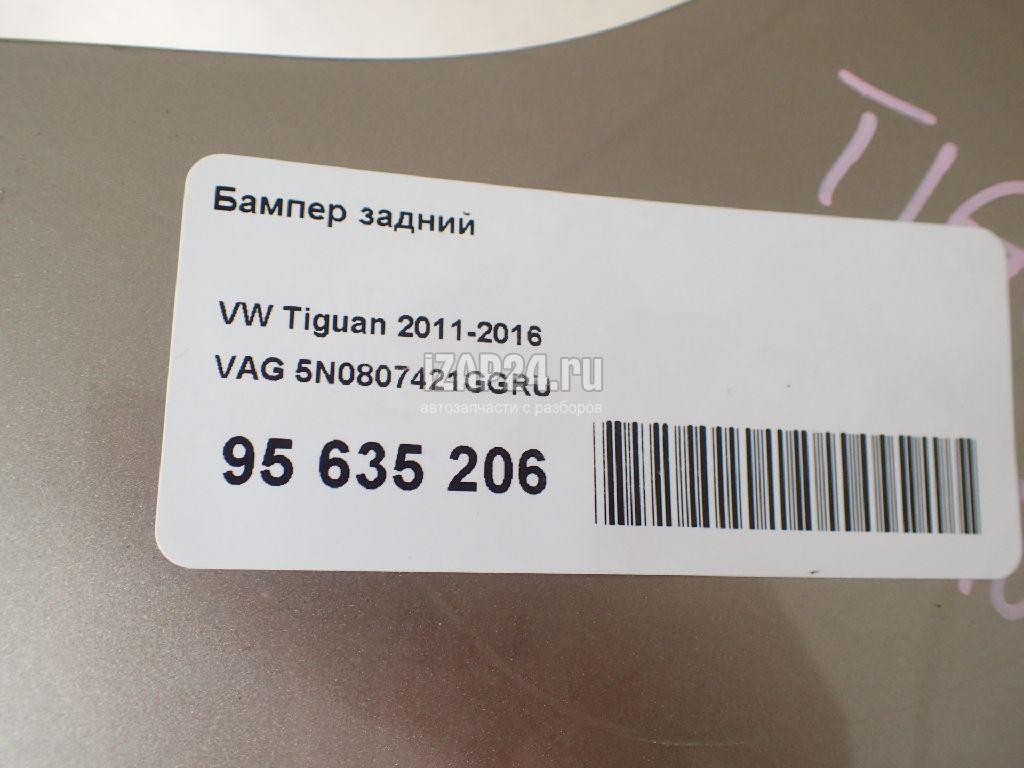 Бампер задний
VW Tiguan 2011-2016
VAG 5N0807421GGRU
iZAP24.ru
автозапчасти с разборов
95 635 206